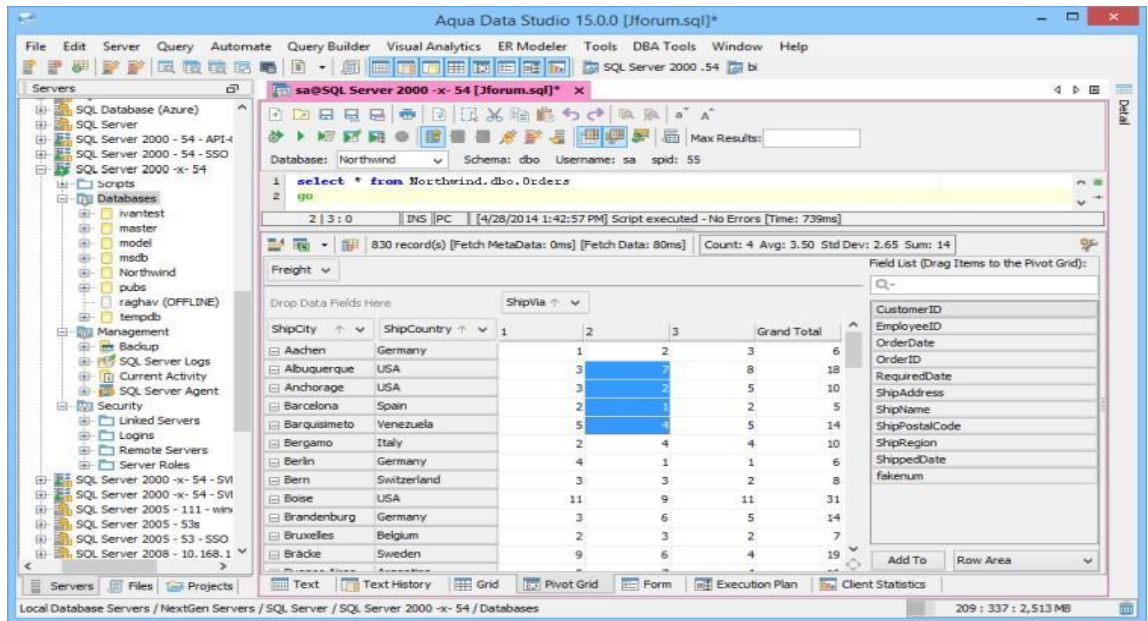 Aqua Data Studio 15.0.0 [Jforum.sql]*
File Edit Server Query Automate Query Builder Visual Analytics ER Modeler Tools DBA Tools Window Help
SQL Server 2000 .54 bi
Servers
sa@SQL Server 2000 -x- 54 [Jforum.sql]*
Detail
SQL Database (Azure)
SQL Server
SQL Server 2000 - 54 - API-
SQL Server 2000 - 54 - SSO
SQL Server 2000 -x- 54
Scripts
Databases
ivantest
master
model
msdb
Northwind
pubs
raghav (OFFLINE)
tempdb
Management
Backup
SQL Server Logs
Current Activity
SQL Server Agent
Security
Linked Servers
Logins
Remote Servers
Server Roles
SQL Server 2000 -x- 54 - SVI
SQL Server 2000 -x- 54 - SVI
SQL Server 2005 - 111 - wind
SQL Server 2005 - 53s
SQL Server 2005 - 53 - SSO
SQL Server 2008 - 10.168.1
Servers Files Projects
Max Results:
Database: Northwind Schema: dbo Username: sa spid: 55
1 select * from Northwind.dbo.Orders
2 go
2 | 3 : 0 INS PC [4/28/2014 1:42:57 PM] Script executed - No Errors [Time: 739ms]
830 record(s) [Fetch MetaData: 0ms] [Fetch Data: 80ms] Count: 4 Avg: 3.50 Std Dev: 2.65 Sum: 14
Freight
Drop Data Fields Here ShipVia
ShipCity ShipCountry 1 2 3 Grand Total
Aachen Germany 1 2 3 6
Albuquerque USA 3 7 8 18
Anchorage USA 3 2 5 10
Barcelona Spain 2 1 2 5
Barquisimeto Venezuela 5 4 5 14
Bergamo Italy 2 4 4 10
Berlin Germany 4 1 1 6
Bern Switzerland 3 3 2 8
Boise USA 11 9 11 31
Brandenburg Germany 3 6 5 14
Bruxelles Belgium 2 3 2 7
Bräcke Sweden 9 6 4 19
Field List (Drag Items to the Pivot Grid):
CustomerID
EmployeeID
OrderDate
OrderID
RequiredDate
ShipAddress
ShipName
ShipPostalCode
ShipRegion
ShippedDate
fakenum
Add To Row Area
Text Text History Grid Pivot Grid Form Execution Plan Client Statistics
Local Database Servers / NextGen Servers / SQL Server / SQL Server 2000 -x- 54 / Databases
209 : 337 : 2,513 MB